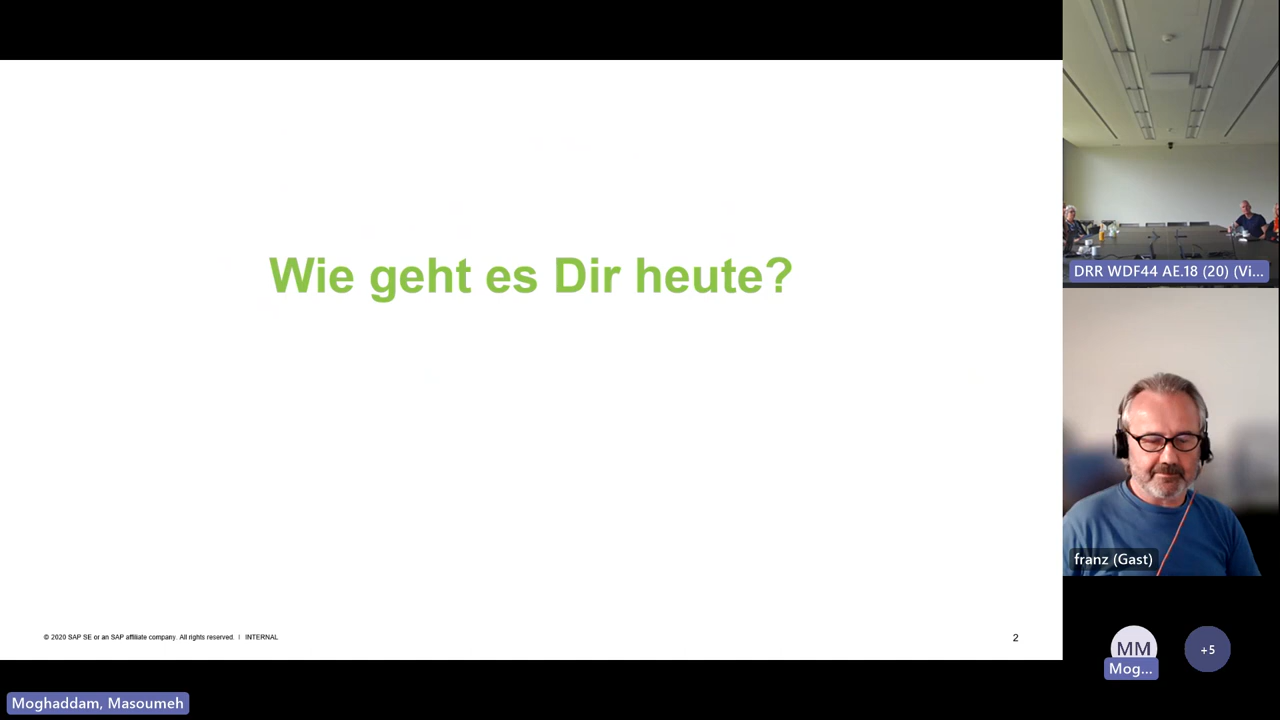 Wie geht es Dir heute?
© 2020 SAP SE or an SAP affiliate company. All rights reserved. | INTERNAL
2
DRR WDF44 AE.18 (20) (Vi...
franz (Gast)
MM
Mog...
+5
Moghaddam, Masoumeh